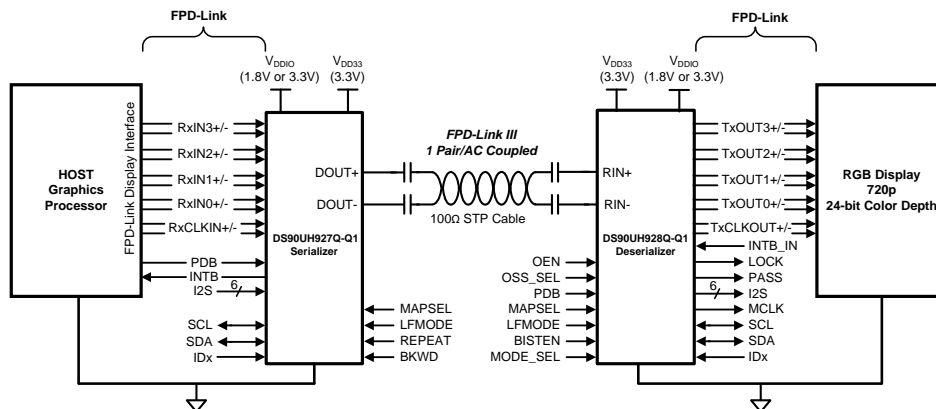 FPD-Link
FPD-Link
VDDIO
(1.8V or 3.3V)
VDD33
(3.3V)
VDD33
(3.3V)
VDDIO
(1.8V or 3.3V)
HOST
Graphics
Processor
FPD-Link Display Interface
RxIN3+/-
RxIN2+/-
RxIN1+/-
RxIN0+/-
RxCLKIN+/-
PDB
INTB
I2S
6
SCL
SDA
IDx
DOUT+
DOUT-
DS90UH927Q-Q1
Serializer
MAPSEL
LFMODE
REPEAT
BKWD
FPD-Link III
1 Pair/AC Coupled
100Ω STP Cable
RIN+
RIN-
DS90UH928Q-Q1
Deserializer
OEN
OSS_SEL
PDB
MAPSEL
LFMODE
BISTEN
MODE_SEL
TxOUT3+/-
TxOUT2+/-
TxOUT1+/-
TxOUT0+/-
TxCLKOUT+/-
INTB_IN
LOCK
PASS
6
I2S
MCLK
SCL
SDA
IDx
RGB Display
720p
24-bit Color Depth